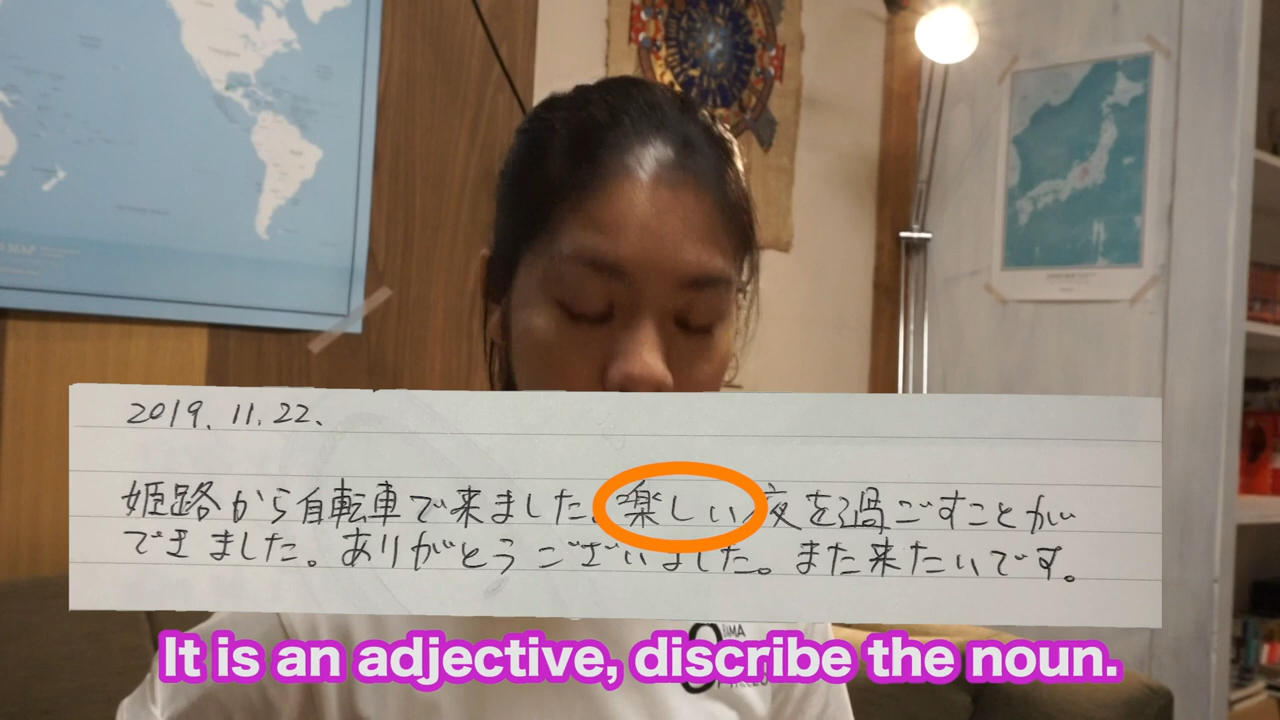 2019.11.22、
姫路から自転車で来ました。楽しい夜を過ごすことが
できました。ありがとうございました。また来たいです。
It is an adjective, discribe the noun.